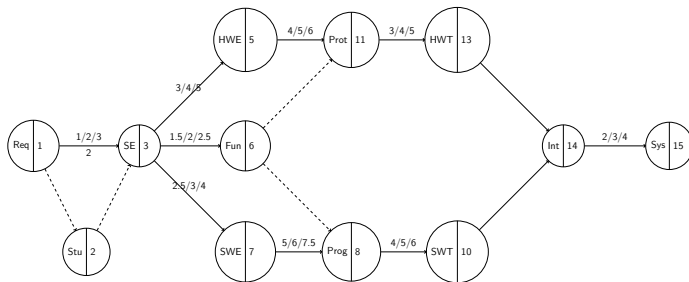 4/5/6
3/4/5
HWE 5
Prot 11
HWT 13
3/4/5
1/2/3
1.5/2/2.5
2/3/4
Req 1
2
SE 3
Fun 6
Int 14
Sys 15
2.5/3/4
5/6/7.5
4/5/6
Stu 2
SWE 7
Prog 8
SWT 10